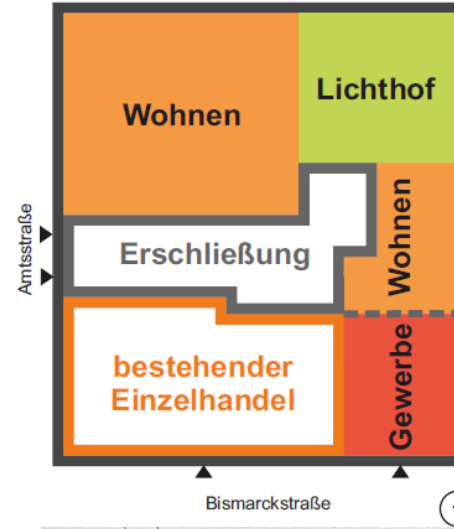 Wohnen
Lichthof
Amtsstraße
Erschließung
Wohnen
bestehender
Einzelhandel
Gewerbe
Bismarckstraße